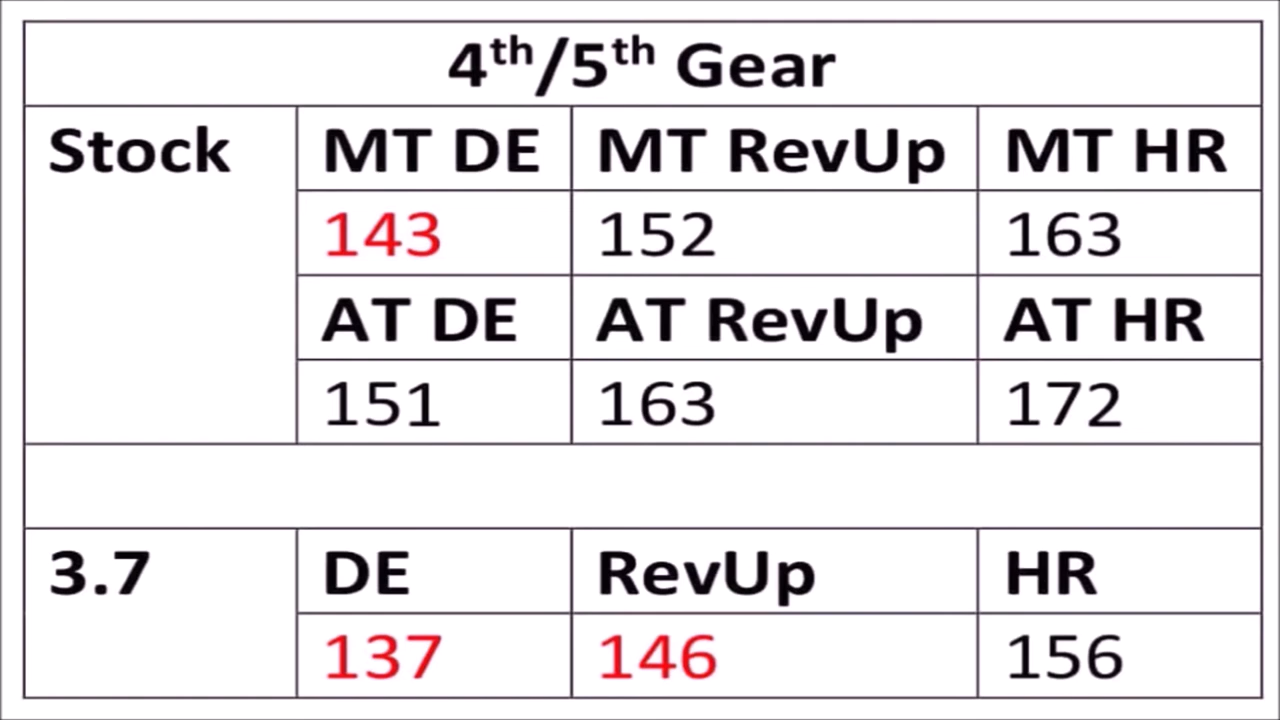 4th/5th Gear
Stock MT DE MT RevUp MT HR
143 152 163
AT DE AT RevUp AT HR
151 163 172
3.7 DE RevUp HR
137 146 156